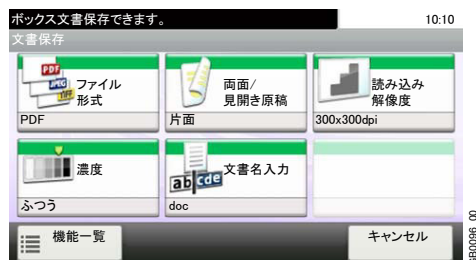 ボックス文書保存できます。
10:10
文書保存
PDF
JPEG
TIFF
ファイル
形式
PDF
両面/
見開き原稿
片面
読み込み
解像度
300x300dpi
濃度
ふつう
ab cde
文書名入力
doc
機能一覧
キャンセル